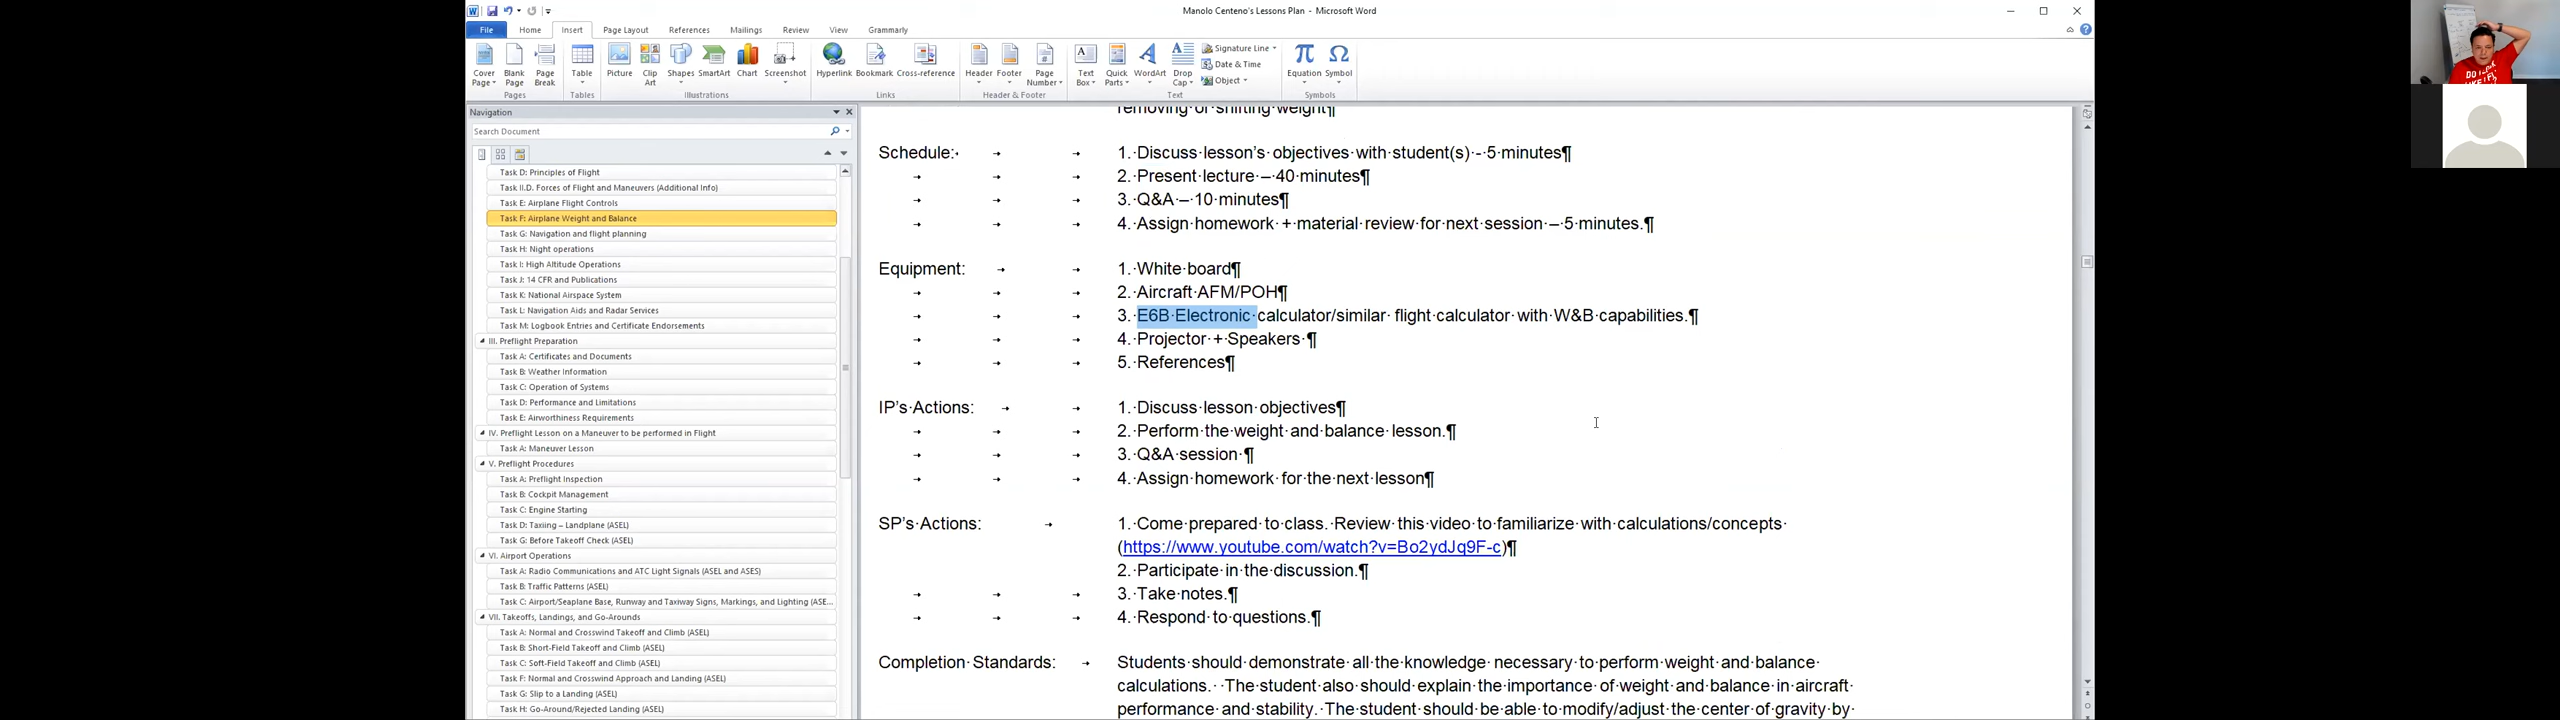 Manolo Centeno's Lessons Plan - Microsoft Word
File Home Insert Page Layout References Mailings Review View Grammarly
Cover Page
Blank Page
Page Break
Table
Picture
Clip Art
Shapes
SmartArt
Chart
Screenshot
Hyperlink
Bookmark
Cross-reference
Header
Footer
Page Number
Text Box
Quick Parts
WordArt
Drop Cap
Signature Line
Date & Time
Object
Equation
Symbol
Pages Tables Illustrations Links Header & Footer Text Symbols
Navigation
Search Document
Task D: Principles of Flight
Task II.D. Forces of Flight and Maneuvers (Additional Info)
Task E: Airplane Flight Controls
Task F: Airplane Weight and Balance
Task G: Navigation and flight planning
Task H: Night operations
Task I: High Altitude Operations
Task J: 14 CFR and Publications
Task K: National Airspace System
Task L: Navigation Aids and Radar Services
Task M: Logbook Entries and Certificate Endorsements
III. Preflight Preparation
Task A: Certificates and Documents
Task B: Weather Information
Task C: Operation of Systems
Task D: Performance and Limitations
Task E: Airworthiness Requirements
IV. Preflight Lesson on a Maneuver to be performed in Flight
Task A: Maneuver Lesson
V. Preflight Procedures
Task A: Preflight Inspection
Task B: Cockpit Management
Task C: Engine Starting
Task D: Taxiing – Landplane (ASEL)
Task G: Before Takeoff Check (ASEL)
VI. Airport Operations
Task A: Radio Communications and ATC Light Signals (ASEL and ASES)
Task B: Traffic Patterns (ASEL)
Task C: Airport/Seaplane Base, Runway and Taxiway Signs, Markings, and Lighting (ASE...
VII. Takeoffs, Landings, and Go-Arounds
Task A: Normal and Crosswind Takeoff and Climb (ASEL)
Task B: Short-Field Takeoff and Climb (ASEL)
Task C: Soft-Field Takeoff and Climb (ASEL)
Task F: Normal and Crosswind Approach and Landing (ASEL)
Task G: Slip to a Landing (ASEL)
Task H: Go-Around/Rejected Landing (ASEL)
removing or shifting weight¶
Schedule: 1. Discuss lesson's objectives with student(s) - 5 minutes¶
2. Present lecture – 40 minutes¶
3. Q&A – 10 minutes¶
4. Assign homework + material review for next session – 5 minutes.¶
Equipment: 1. White board¶
2. Aircraft AFM/POH¶
3. E6B Electronic calculator/similar flight calculator with W&B capabilities.¶
4. Projector + Speakers ¶
5. References¶
IP's Actions: 1. Discuss lesson objectives¶
2. Perform the weight and balance lesson.¶
3. Q&A session ¶
4. Assign homework for the next lesson¶
SP's Actions: 1. Come prepared to class. Review this video to familiarize with calculations/concepts
(https://www.youtube.com/watch?v=Bo2ydJq9F-c)¶
2. Participate in the discussion.¶
3. Take notes.¶
4. Respond to questions.¶
Completion Standards: Students should demonstrate all the knowledge necessary to perform weight and balance
calculations. The student also should explain the importance of weight and balance in aircraft
performance and stability. The student should be able to modify/adjust the center of gravity by